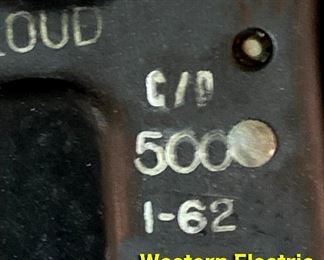 LOUD
C/D
500
1-62
Western Electric